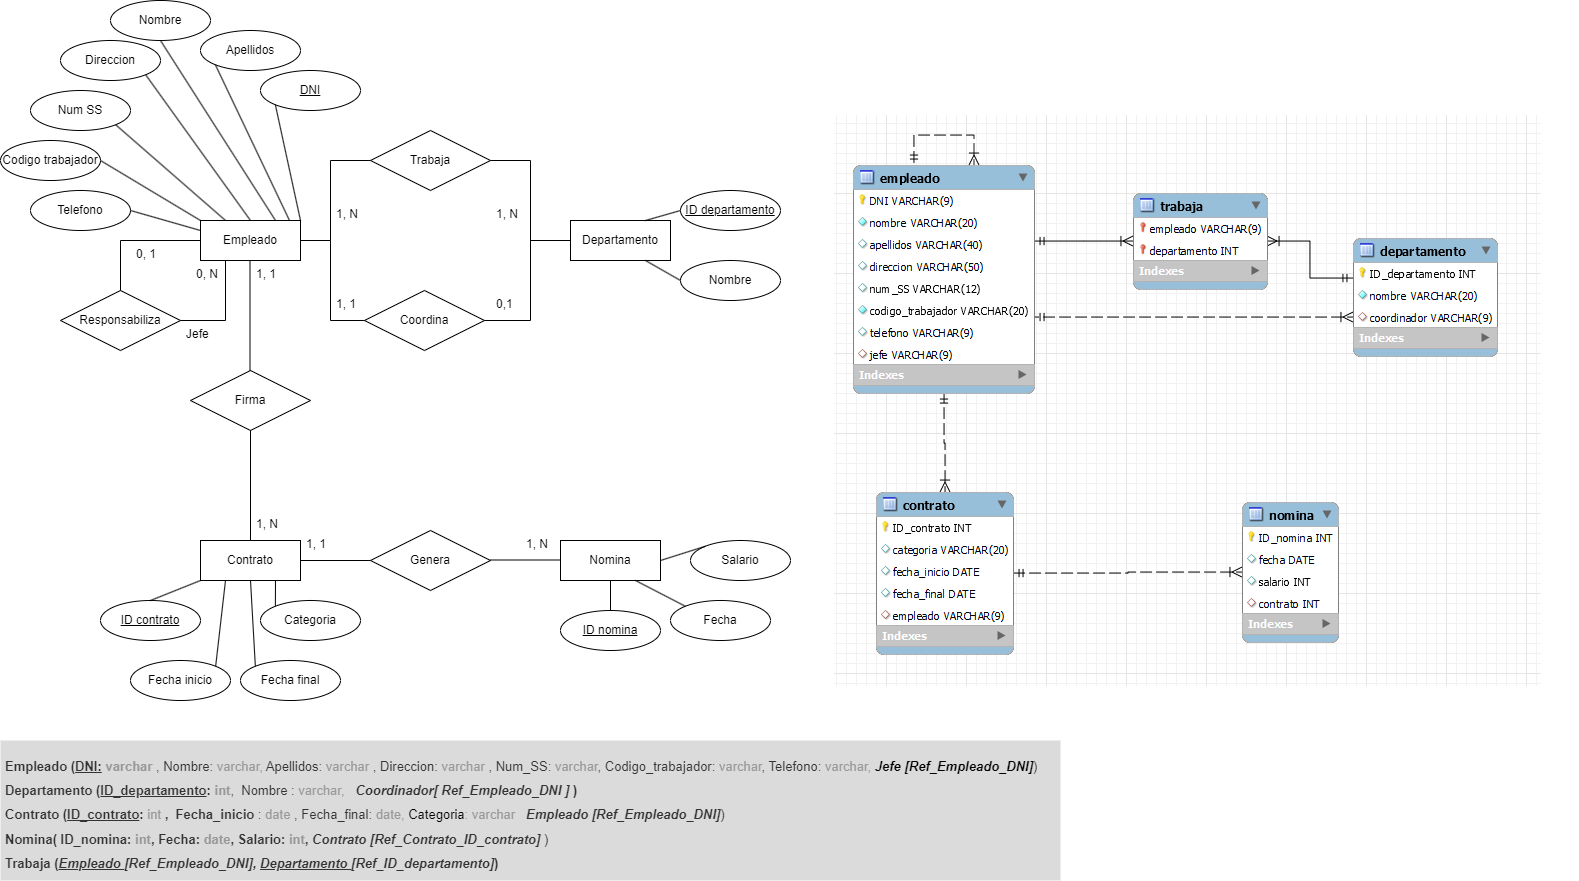 Nombre
Apellidos
Direccion
DNI
Num SS
Codigo trabajador
Telefono
Empleado
Trabaja
1, N
1, N
ID departamento
Departamento
Nombre
0, 1
0, N
1, 1
1, 1
0,1
Responsabiliza
Jefe
Coordina
Firma
1, N
Contrato
1, 1
Genera
1, N
Nomina
Salario
ID contrato
Categoria
ID nomina
Fecha
Fecha inicio
Fecha final
empleado
DNI VARCHAR(9)
nombre VARCHAR(20)
apellidos VARCHAR(40)
direccion VARCHAR(50)
num_SS VARCHAR(12)
codigo_trabajador VARCHAR(20)
telefono VARCHAR(9)
jefe VARCHAR(9)
Indexes
trabaja
empleado VARCHAR(9)
departamento INT
Indexes
departamento
ID_departamento INT
nombre VARCHAR(20)
coordinador VARCHAR(9)
Indexes
contrato
ID_contrato INT
categoria VARCHAR(20)
fecha_inicio DATE
fecha_final DATE
empleado VARCHAR(9)
Indexes
nomina
ID_nomina INT
fecha DATE
salario INT
contrato INT
Indexes
Empleado (DNI: varchar , Nombre: varchar, Apellidos: varchar , Direccion: varchar , Num_SS: varchar, Codigo_trabajador: varchar, Telefono: varchar, Jefe [Ref_Empleado_DNI])
Departamento (ID_departamento: int, Nombre : varchar, Coordinador[ Ref_Empleado_DNI ] )
Contrato (ID_contrato: int , Fecha_inicio : date , Fecha_final: date, Categoria: varchar Empleado [Ref_Empleado_DNI])
Nomina( ID_nomina: int, Fecha: date, Salario: int, Contrato [Ref_Contrato_ID_contrato] )
Trabaja (Empleado [Ref_Empleado_DNI], Departamento [Ref_ID_departamento])